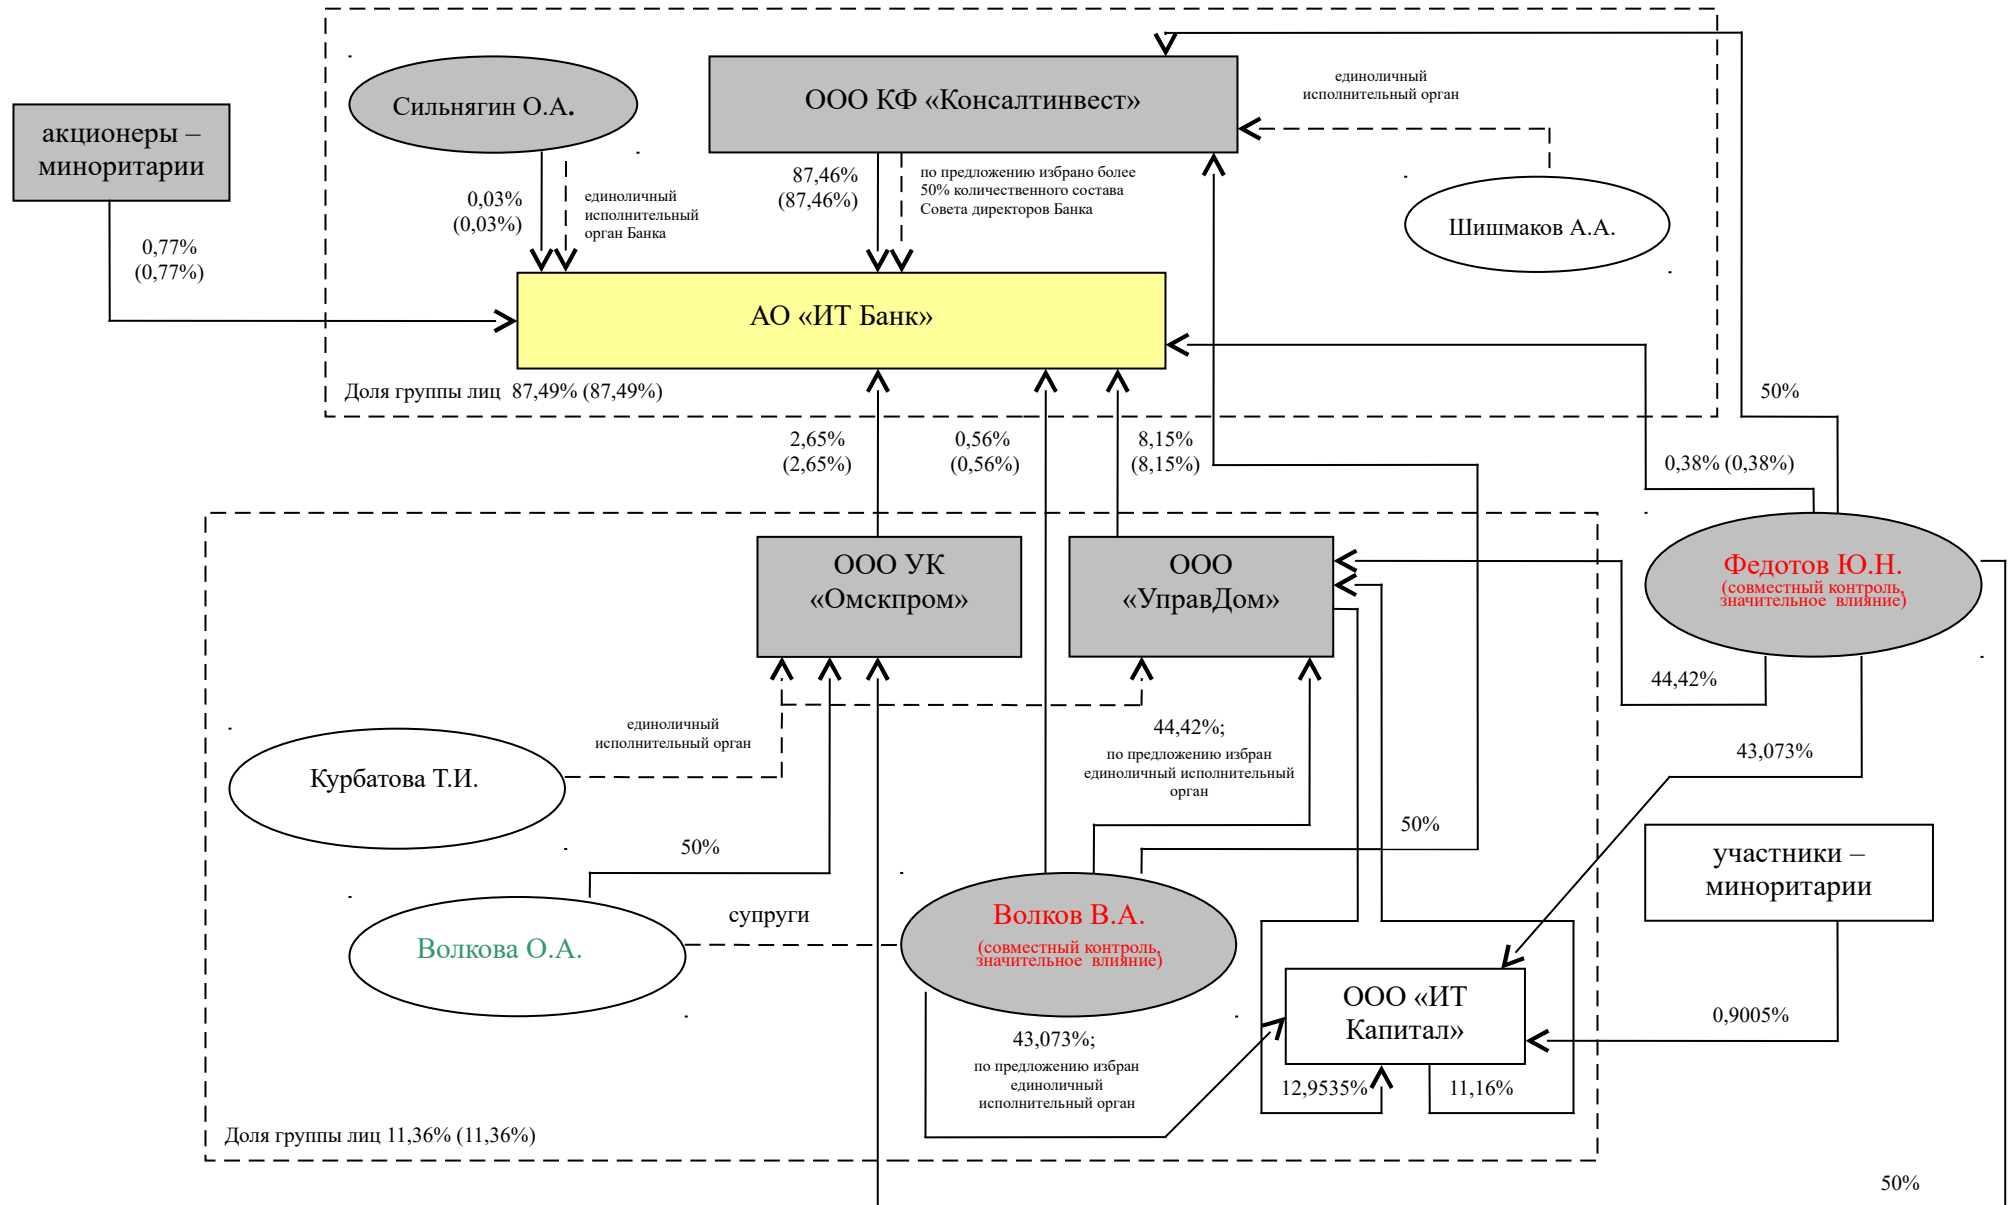 Сильнягин О.А.
ООО КФ «Консалтинвест»
единоличный
исполнительный орган
акционеры –
миноритарии
0,03%
(0,03%)
единоличный
исполнительный
орган Банка
87,46%
(87,46%)
по предложению избрано более
50% количественного состава
Совета директоров Банка
Шишмаков А.А.
0,77%
(0,77%)
АО «ИТ Банк»
Доля группы лиц 87,49% (87,49%)
50%
2,65%
(2,65%)
0,56%
(0,56%)
8,15%
(8,15%)
0,38% (0,38%)
ООО УК
«Омскпром»
ООО
«УправДом»
Федотов Ю.Н.
(совместный контроль,
значительное влияние)
44,42%
единоличный
исполнительный орган
44,42%;
по предложению избран
единоличный исполнительный
орган
43,073%
Курбатова Т.И.
50%
50%
участники –
миноритарии
Волкова О.А.
супруги
Волков В.А.
(совместный контроль,
значительное влияние)
ООО «ИТ
Капитал»
0,9005%
43,073%;
по предложению избран
единоличный
исполнительный орган
12,9535%
11,16%
Доля группы лиц 11,36% (11,36%)
50%